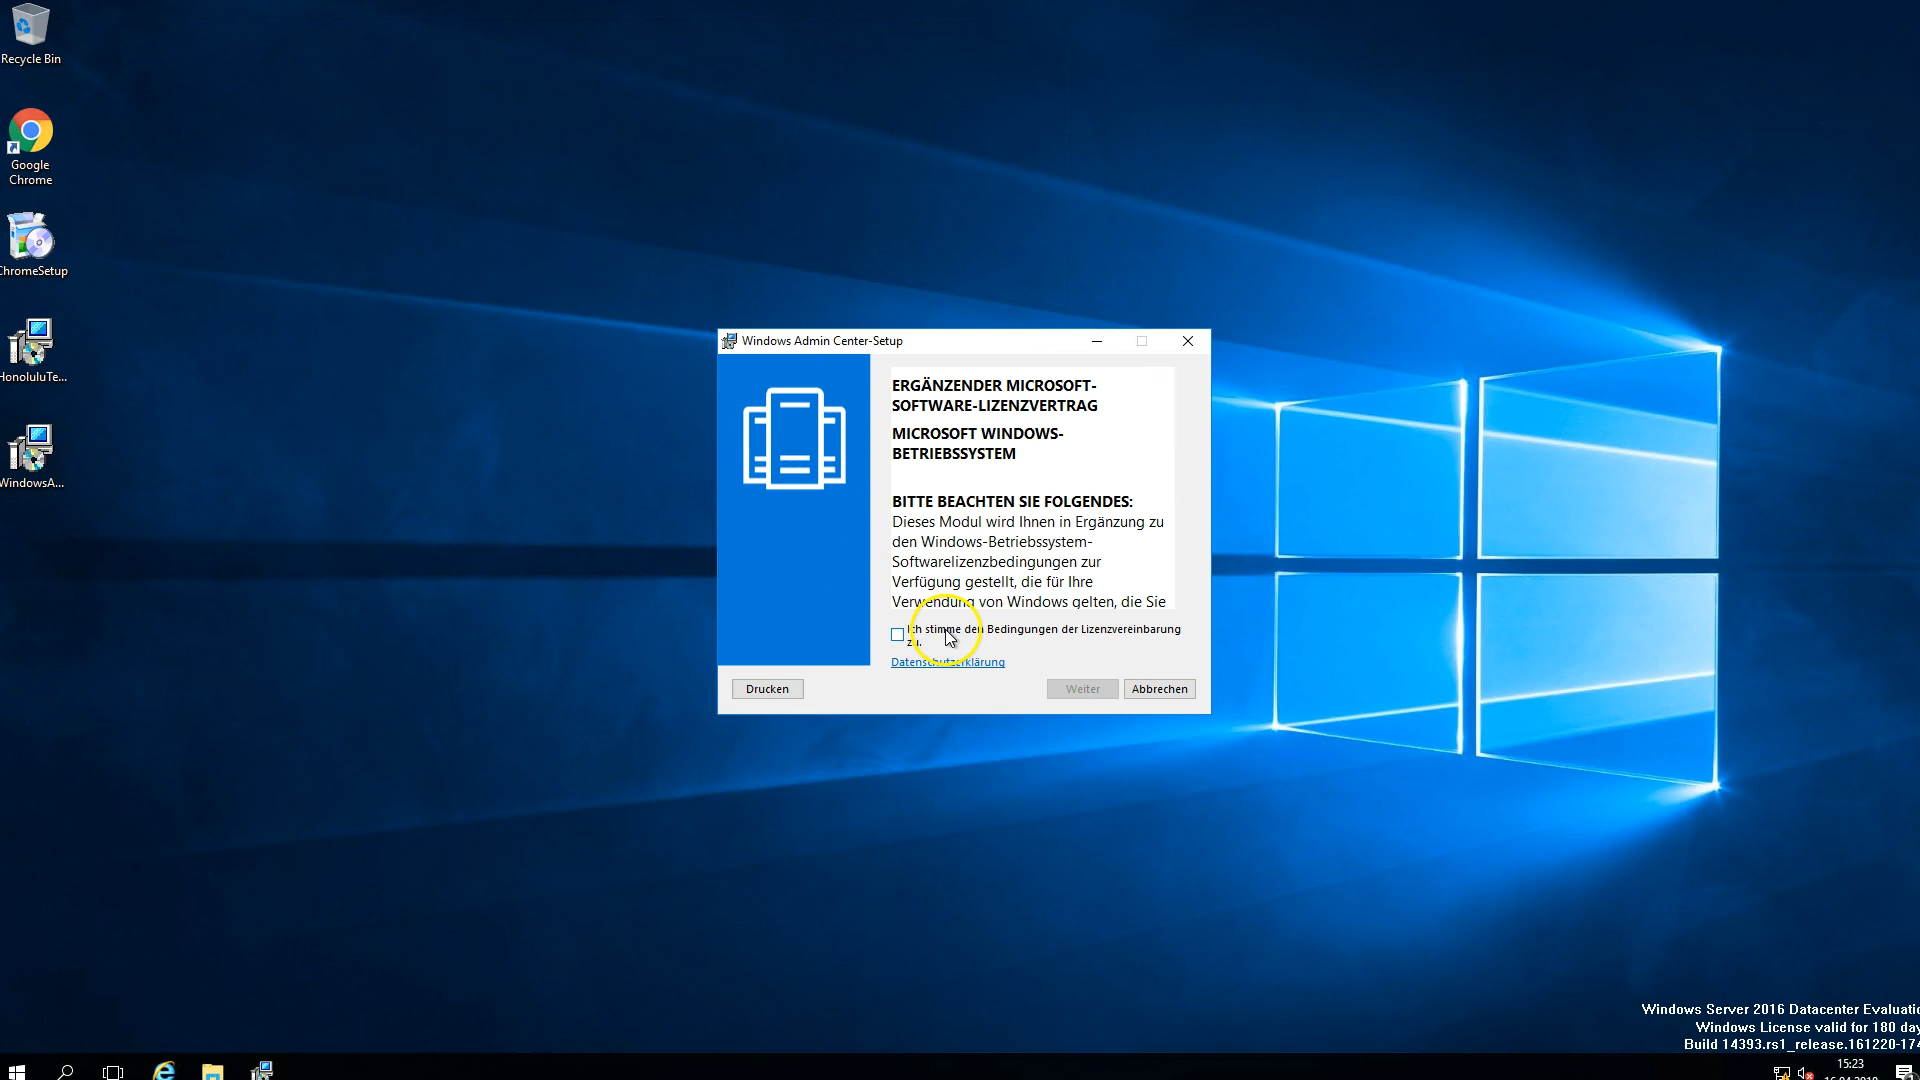 Recycle Bin
Google
Chrome
ChromeSetup
HonoluluTe...
WindowsA...
Windows Admin Center-Setup
ERGÄNZENDER MICROSOFT-
SOFTWARE-LIZENZVERTRAG
MICROSOFT WINDOWS-
BETRIEBSSYSTEM
BITTE BEACHTEN SIE FOLGENDES:
Dieses Modul wird Ihnen in Ergänzung zu
den Windows-Betriebssystem-
Softwarelizenzbedingungen zur
Verfügung gestellt, die für Ihre
Verwendung von Windows gelten, die Sie
Ich stimme den Bedingungen der Lizenzvereinbarung
zu.
Datenschutzerklärung
Drucken
Weiter
Abbrechen
Windows Server 2016 Datacenter Evaluatio
Windows License valid for 180 day
Build 14393.rs1_release.161220-174
15:23